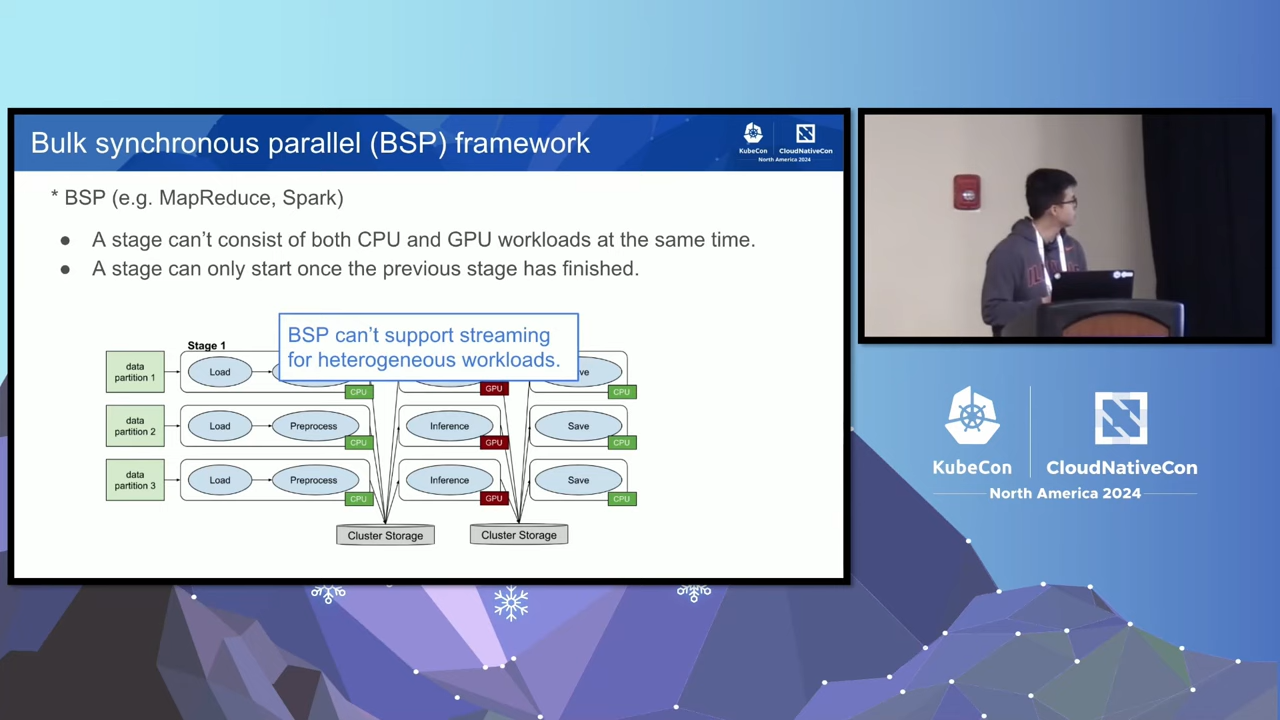 Bulk synchronous parallel (BSP) framework
KubeCon
CloudNativeCon
North America 2024
* BSP (e.g. MapReduce, Spark)
● A stage can't consist of both CPU and GPU workloads at the same time.
● A stage can only start once the previous stage has finished.
BSP can't support streaming
for heterogeneous workloads.
Stage 1
data
partition 1
Load
CPU
GPU
ve
CPU
data
partition 2
Load
Preprocess
CPU
Inference
GPU
Save
CPU
data
partition 3
Load
Preprocess
CPU
Inference
GPU
Save
CPU
Cluster Storage
Cluster Storage
KubeCon
CloudNativeCon
North America 2024